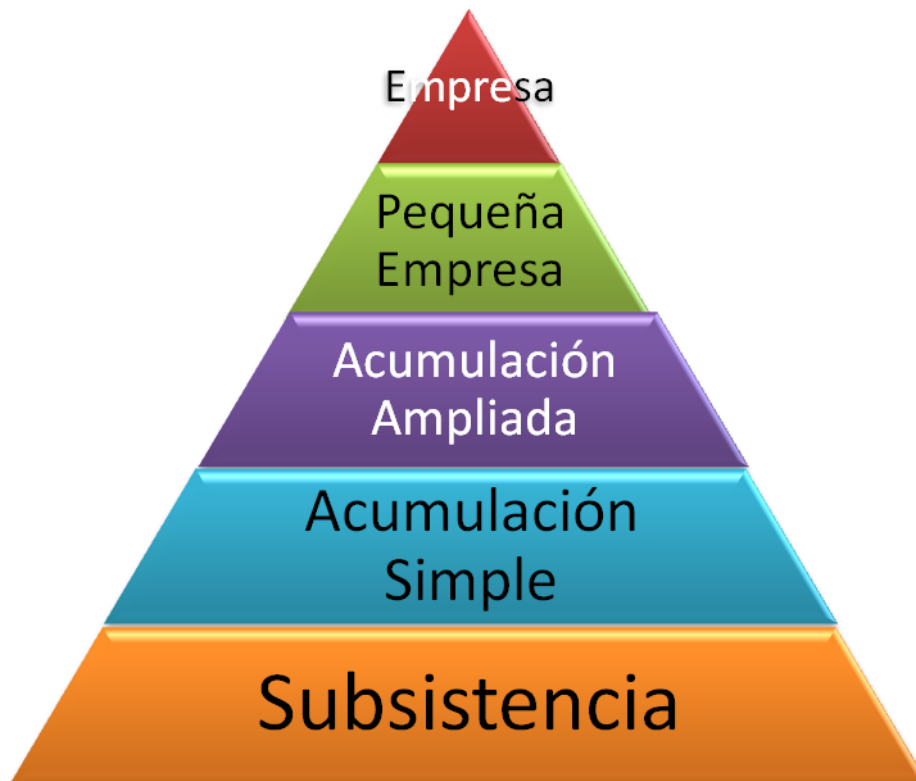 Empresa
Pequeña
Empresa
Acumulación
Ampliada
Acumulación
Simple
Subsistencia